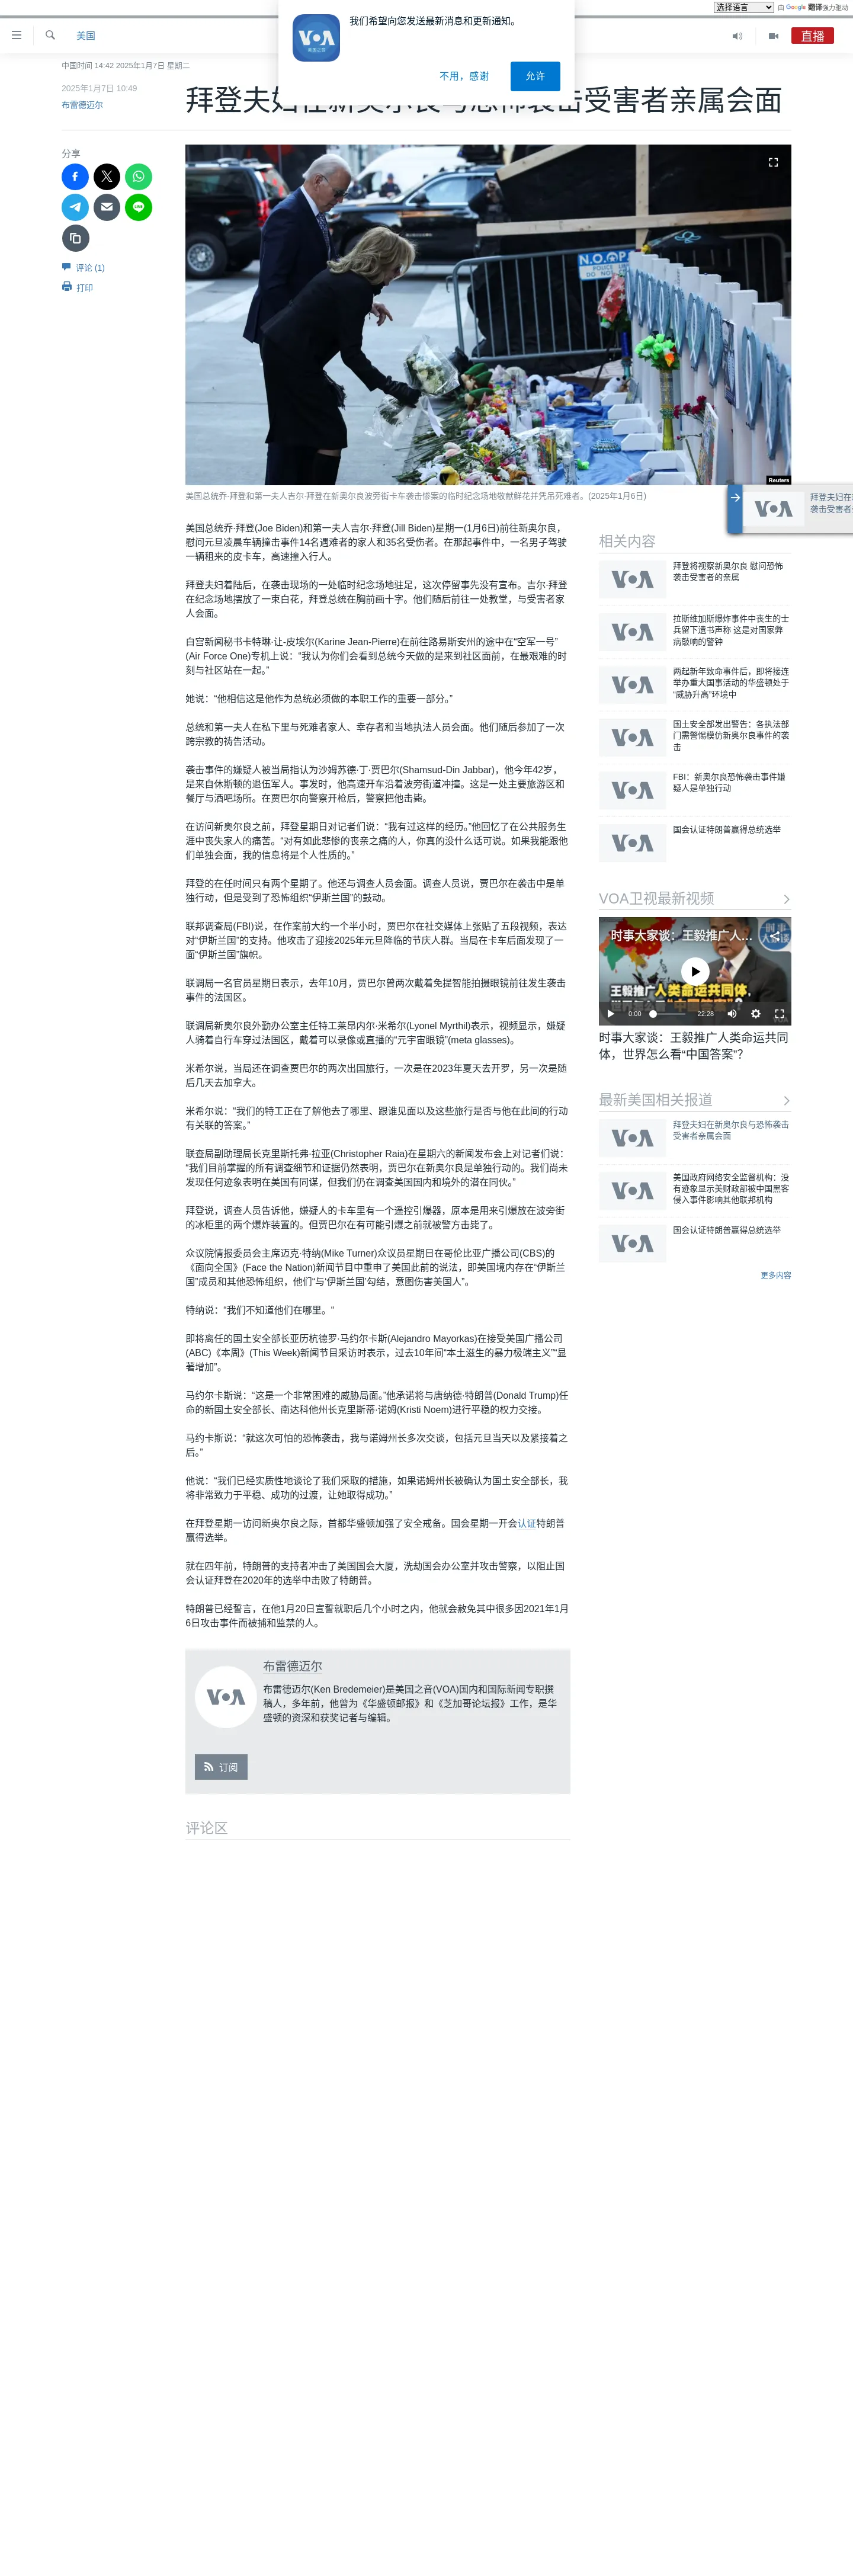 选择语言 由 Google 翻译强力驱动
我们希望向您发送最新消息和更新通知。
不用，感谢
允许
美国
直播
中国时间 14:42 2025年1月7日 星期二
2025年1月7日 10:49
布雷德迈尔
拜登夫妇在新奥尔良与恐怖袭击受害者亲属会面
分享
评论 (1)
打印
N.O.P.D.
POLICE LINE
Reuters
美国总统乔·拜登和第一夫人吉尔·拜登在新奥尔良波旁街卡车袭击惨案的临时纪念场地敬献鲜花并凭吊死难者。(2025年1月6日)
VOA
拜登夫妇在
袭击受害者
美国总统乔·拜登(Joe Biden)和第一夫人吉尔·拜登(Jill Biden)星期一(1月6日)前往新奥尔良，
慰问元旦凌晨车辆撞击事件14名遇难者的家人和35名受伤者。在那起事件中，一名男子驾驶
一辆租来的皮卡车，高速撞入行人。
拜登夫妇着陆后，在袭击现场的一处临时纪念场地驻足，这次停留事先没有宣布。吉尔·拜登
在纪念场地摆放了一束白花，拜登总统在胸前画十字。他们随后前往一处教堂，与受害者家
人会面。
白宫新闻秘书卡特琳·让-皮埃尔(Karine Jean-Pierre)在前往路易斯安州的途中在“空军一号”
(Air Force One)专机上说：“我认为你们会看到总统今天做的是来到社区面前，在最艰难的时
刻与社区站在一起。”
她说：“他相信这是他作为总统必须做的本职工作的重要一部分。”
总统和第一夫人在私下里与死难者家人、幸存者和当地执法人员会面。他们随后参加了一次
跨宗教的祷告活动。
袭击事件的嫌疑人被当局指认为沙姆苏德·丁·贾巴尔(Shamsud-Din Jabbar)，他今年42岁，
是来自休斯顿的退伍军人。事发时，他高速开车沿着波旁街道冲撞。这是一处主要旅游区和
餐厅与酒吧场所。在贾巴尔向警察开枪后，警察把他击毙。
在访问新奥尔良之前，拜登星期日对记者们说：“我有过这样的经历。”他回忆了在公共服务生
涯中丧失家人的痛苦。“对有如此悲惨的丧亲之痛的人，你真的没什么话可说。如果我能跟他
们单独会面，我的信息将是个人性质的。”
拜登的在任时间只有两个星期了。他还与调查人员会面。调查人员说，贾巴尔在袭击中是单
独行动，但是受到了恐怖组织“伊斯兰国”的鼓动。
联邦调查局(FBI)说，在作案前大约一个半小时，贾巴尔在社交媒体上张贴了五段视频，表达
对“伊斯兰国”的支持。他攻击了迎接2025年元旦降临的节庆人群。当局在卡车后面发现了一
面“伊斯兰国”旗帜。
联调局一名官员星期日表示，去年10月，贾巴尔曾两次戴着免提智能拍摄眼镜前往发生袭击
事件的法国区。
联调局新奥尔良外勤办公室主任特工莱昂内尔·米希尔(Lyonel Myrthil)表示，视频显示，嫌疑
人骑着自行车穿过法国区，戴着可以录像或直播的“元宇宙眼镜”(meta glasses)。
米希尔说，当局还在调查贾巴尔的两次出国旅行，一次是在2023年夏天去开罗，另一次是随
后几天去加拿大。
米希尔说：“我们的特工正在了解他去了哪里、跟谁见面以及这些旅行是否与他在此间的行动
有关联的答案。”
联查局副助理局长克里斯托弗·拉亚(Christopher Raia)在星期六的新闻发布会上对记者们说：
“我们目前掌握的所有调查细节和证据仍然表明，贾巴尔在新奥尔良是单独行动的。我们尚未
发现任何迹象表明在美国有同谋，但我们仍在调查美国国内和境外的潜在同伙。”
拜登说，调查人员告诉他，嫌疑人的卡车里有一个遥控引爆器，原本是用来引爆放在波旁街
的冰柜里的两个爆炸装置的。但贾巴尔在有可能引爆之前就被警方击毙了。
众议院情报委员会主席迈克·特纳(Mike Turner)众议员星期日在哥伦比亚广播公司(CBS)的
《面向全国》(Face the Nation)新闻节目中重申了美国此前的说法，即美国境内存在“伊斯兰
国”成员和其他恐怖组织，他们“与‘伊斯兰国’勾结，意图伤害美国人”。
特纳说：“我们不知道他们在哪里。”
即将离任的国土安全部长亚历杭德罗·马约尔卡斯(Alejandro Mayorkas)在接受美国广播公司
(ABC)《本周》(This Week)新闻节目采访时表示，过去10年间“本土滋生的暴力极端主义”“显
著增加”。
马约尔卡斯说：“这是一个非常困难的威胁局面。”他承诺将与唐纳德·特朗普(Donald Trump)任
命的新国土安全部长、南达科他州长克里斯蒂·诺姆(Kristi Noem)进行平稳的权力交接。
马约卡斯说：“就这次可怕的恐怖袭击，我与诺姆州长多次交谈，包括元旦当天以及紧接着之
后。”
他说：“我们已经实质性地谈论了我们采取的措施，如果诺姆州长被确认为国土安全部长，我
将非常致力于平稳、成功的过渡，让她取得成功。”
在拜登星期一访问新奥尔良之际，首都华盛顿加强了安全戒备。国会星期一开会认证特朗普
赢得选举。
就在四年前，特朗普的支持者冲击了美国国会大厦，洗劫国会办公室并攻击警察，以阻止国
会认证拜登在2020年的选举中击败了特朗普。
特朗普已经誓言，在他1月20日宣誓就职后几个小时之内，他就会赦免其中很多因2021年1月
6日攻击事件而被捕和监禁的人。
VOA
布雷德迈尔
布雷德迈尔(Ken Bredemeier)是美国之音(VOA)国内和国际新闻专职撰
稿人，多年前，他曾为《华盛顿邮报》和《芝加哥论坛报》工作，是华
盛顿的资深和获奖记者与编辑。
订阅
评论区
相关内容
VOA
拜登将视察新奥良 慰问恐怖
袭击受害者的亲属
VOA
拉斯维加斯爆炸事件中丧生的士
兵留下遗书声称 这是对国家弊
病敲响的警钟
VOA
两起新年致命事件后，即将接连
举办重大国事活动的华盛顿处于
“威胁升高”环境中
VOA
国土安全部发出警告：各执法部
门需警惕模仿新奥尔良事件的袭
击
VOA
FBI：新奥尔良恐怖袭击事件嫌
疑人是单独行动
VOA
国会认证特朗普赢得总统选举
VOA卫视最新视频
时事大家谈：王毅推广人...
王毅推广人类命运共同体，
0:00 22:28
时事大家谈：王毅推广人类命运共同
体，世界怎么看“中国答案”？
最新美国相关报道
VOA
拜登夫妇在新奥尔良与恐怖袭击
受害者亲属会面
VOA
美国政府网络安全监督机构：没
有迹象显示美财政部被中国黑客
侵入事件影响其他联邦机构
VOA
国会认证特朗普赢得总统选举
更多内容